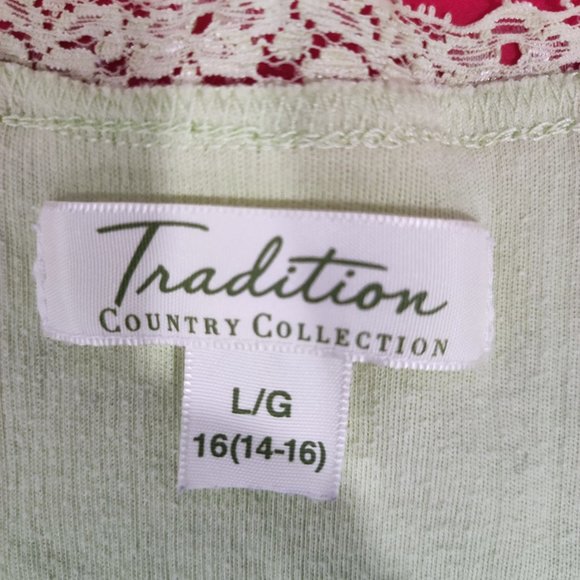 Tradition
COUNTRY COLLECTION
L/G
16(14-16)